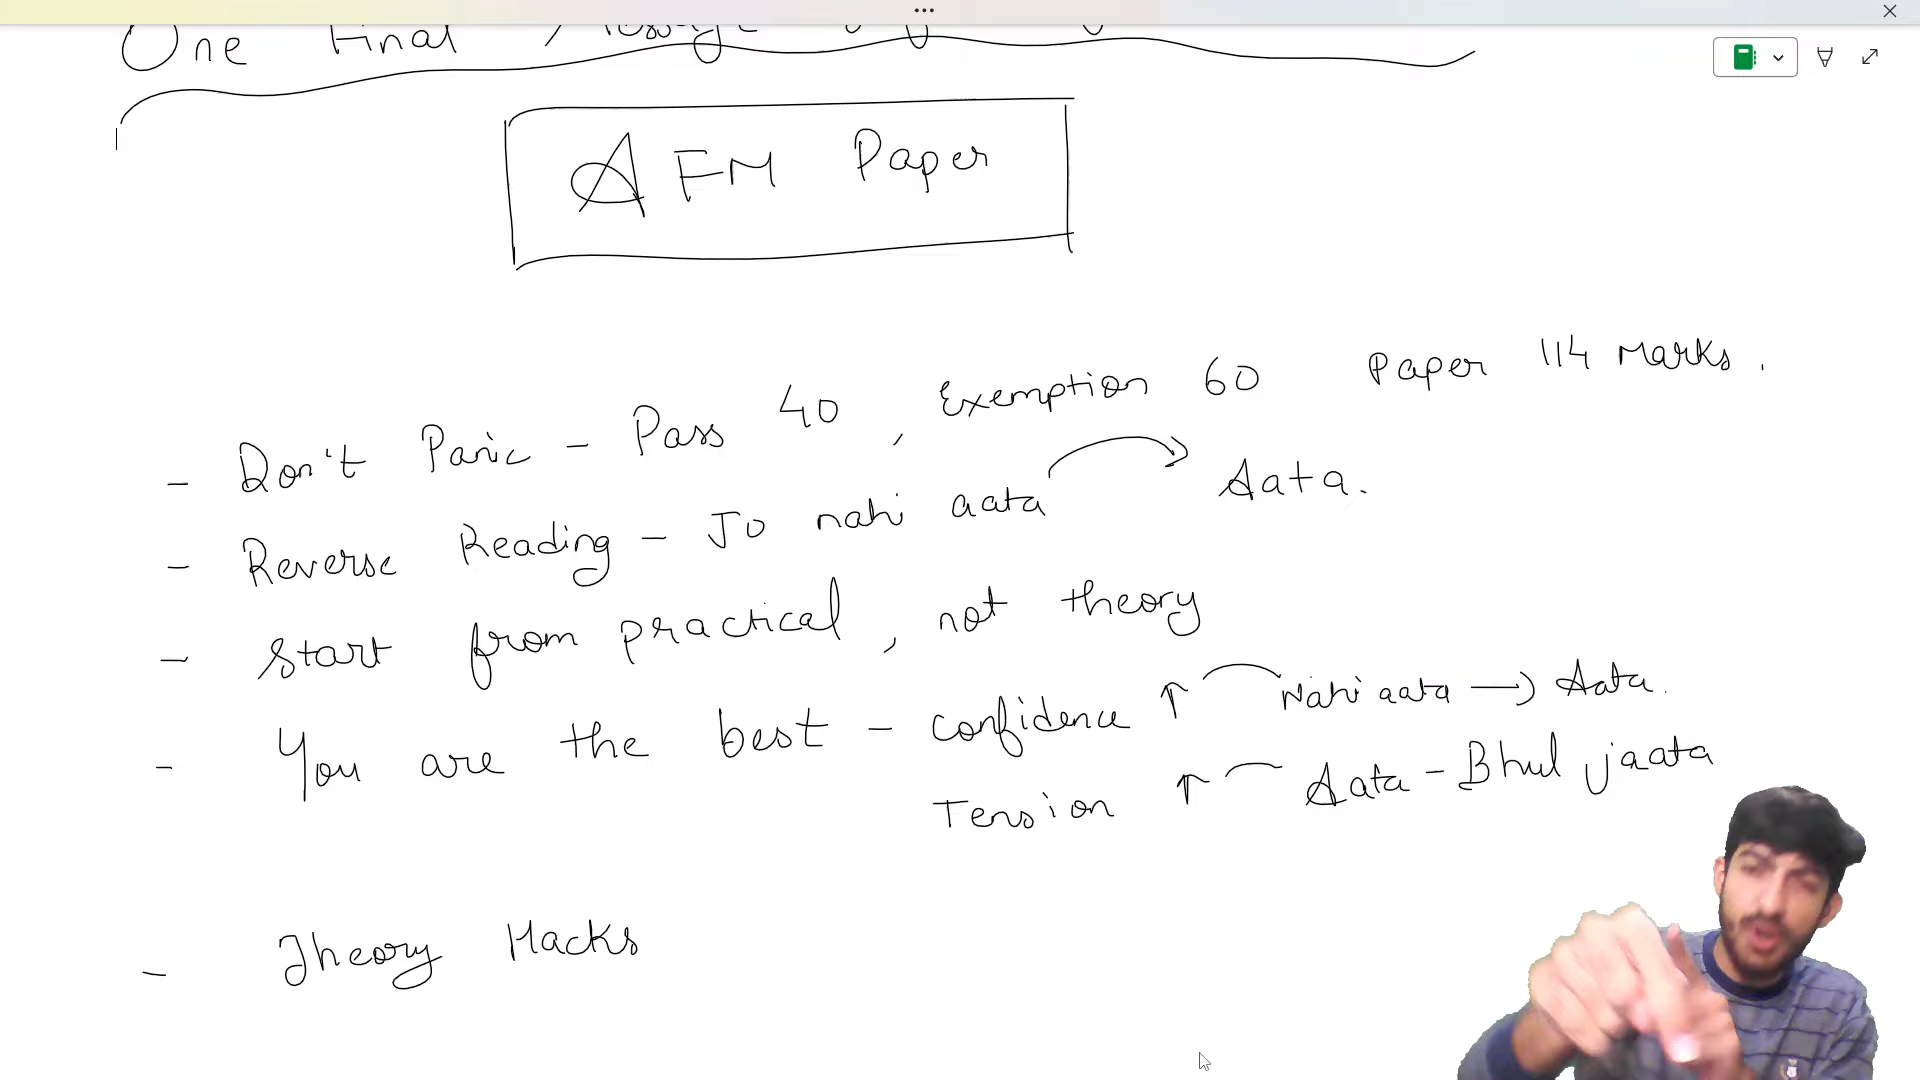 One Final
AFM Paper
- Don't Panic - Pass 40, Exemption 60 Paper 114 Marks.
- Reverse Reading - Jo nahi aata → Aata.
- Start from practical, not theory
- You are the best - Confidence ↑ Nahi aata → Aata.
Tension ↑ Aata - Bhul jaata
- Theory Hacks